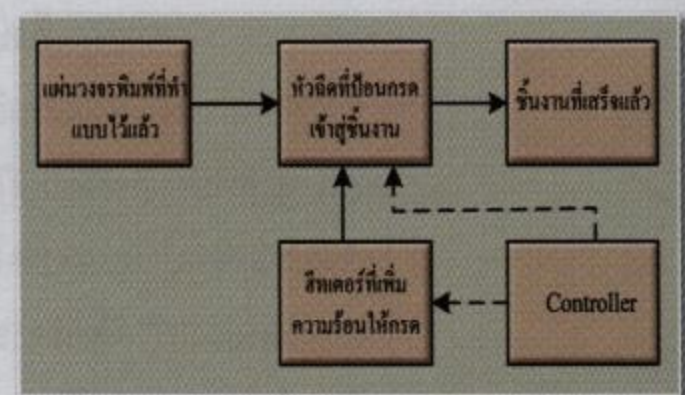 แผ่นวงจรพิมพ์ที่ทำ
แบบไว้แล้ว
หัวฉีดที่ป้อนกรด
เข้าสู่ชิ้นงาน
ชิ้นงานที่เสร็จแล้ว
ฮีทเตอร์ที่เพิ่ม
ความร้อนให้กรด
Controller